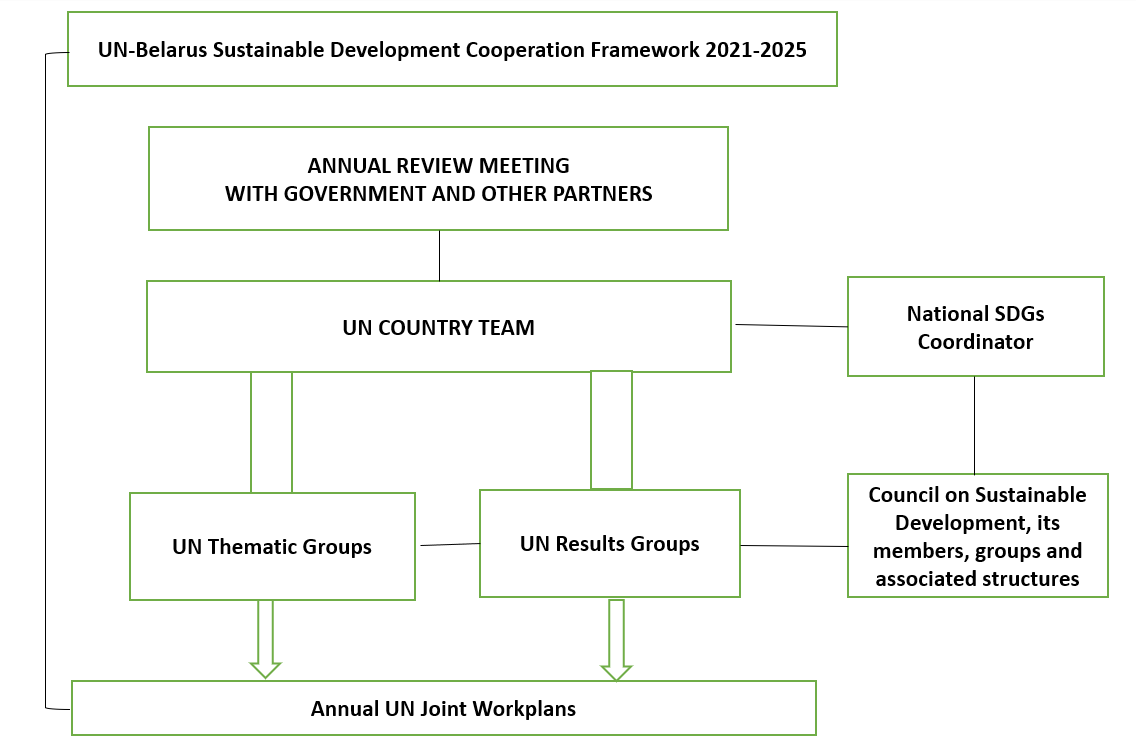 UN-Belarus Sustainable Development Cooperation Framework 2021-2025
ANNUAL REVIEW MEETING
WITH GOVERNMENT AND OTHER PARTNERS
UN COUNTRY TEAM
National SDGs
Coordinator
UN Thematic Groups
UN Results Groups
Council on Sustainable
Development, its
members, groups and
associated structures
Annual UN Joint Workplans